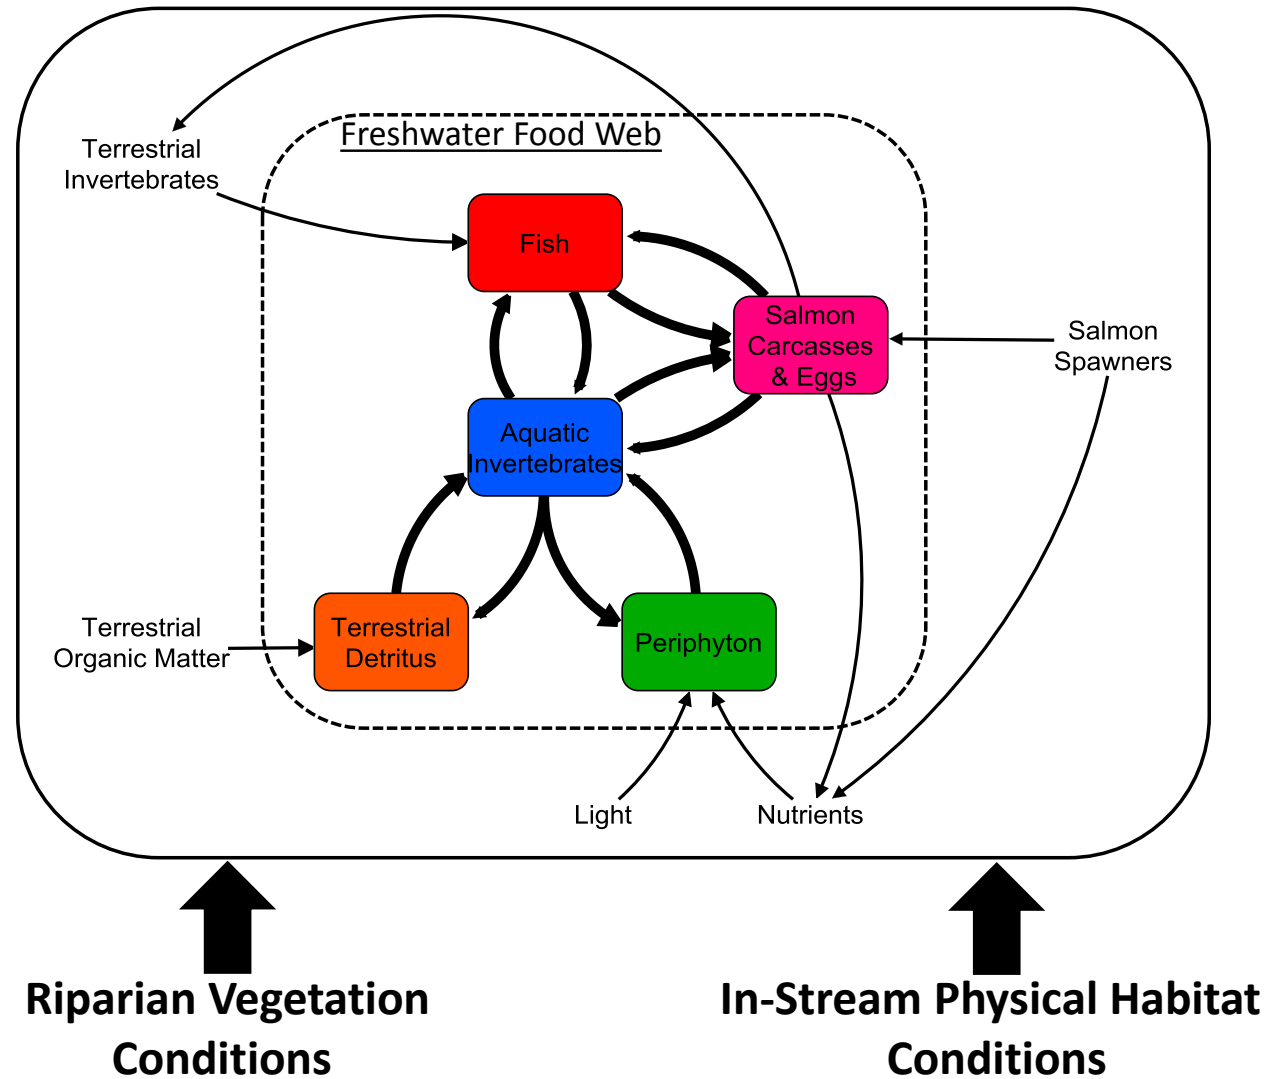 Freshwater Food Web
Terrestrial
Invertebrates
Fish
Salmon
Carcasses
& Eggs
Salmon
Spawners
Aquatic
Invertebrates
Terrestrial
Organic Matter
Terrestrial
Detritus
Periphyton
Light
Nutrients
Riparian Vegetation
Conditions
In-Stream Physical Habitat
Conditions